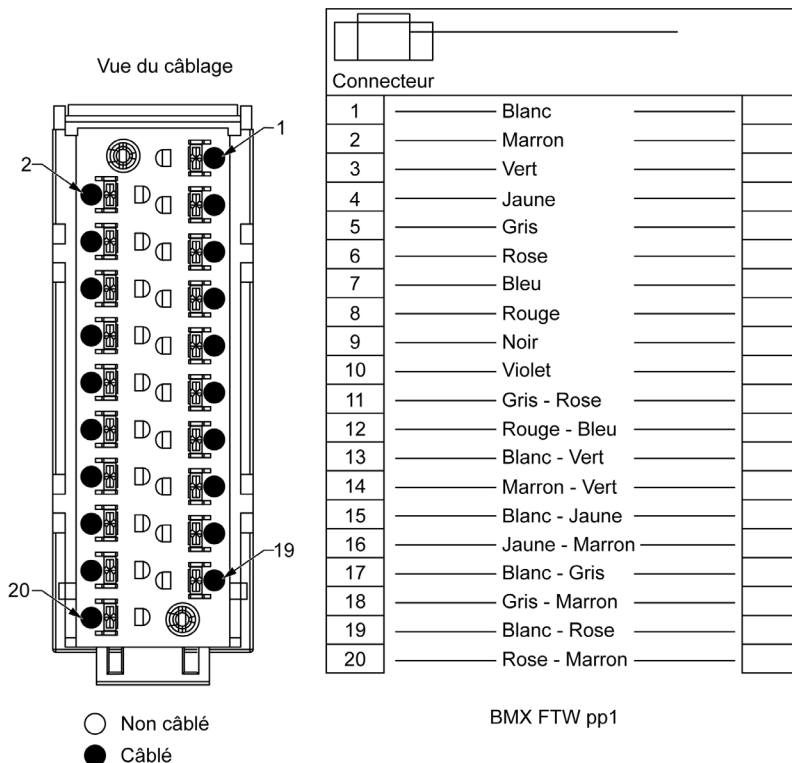 Vue du câblage
1
2
19
20
Non câblé
Câblé
Connecteur
1 Blanc
2 Marron
3 Vert
4 Jaune
5 Gris
6 Rose
7 Bleu
8 Rouge
9 Noir
10 Violet
11 Gris - Rose
12 Rouge - Bleu
13 Blanc - Vert
14 Marron - Vert
15 Blanc - Jaune
16 Jaune - Marron
17 Blanc - Gris
18 Gris - Marron
19 Blanc - Rose
20 Rose - Marron
BMX FTW pp1